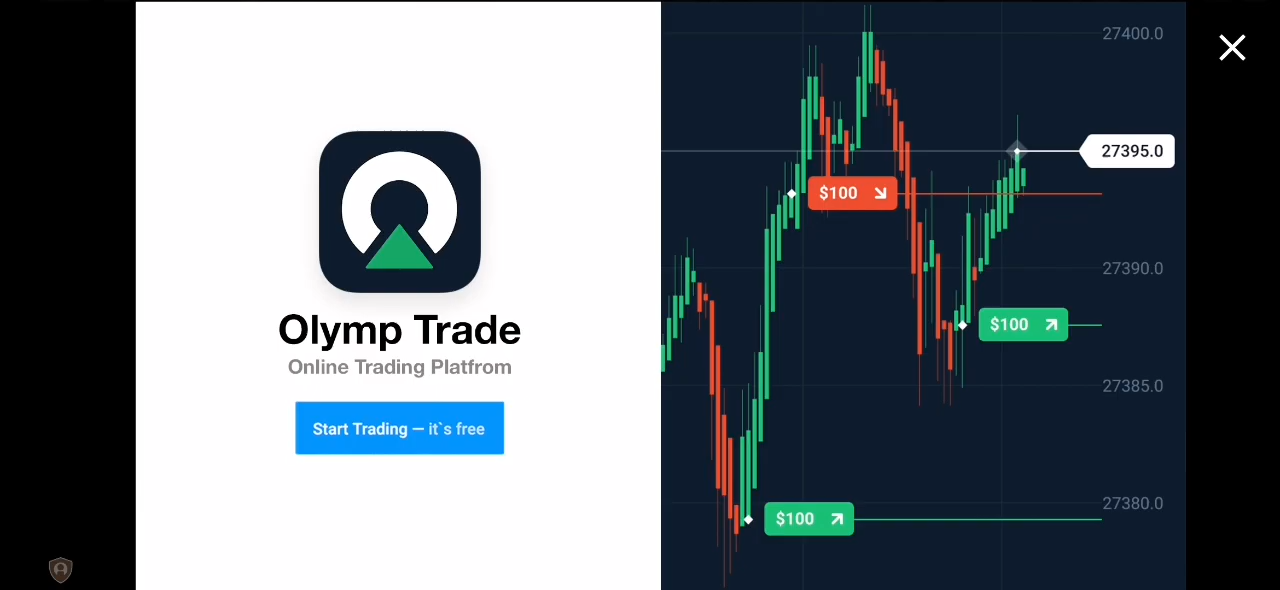 Olymp Trade
Online Trading Platfrom
Start Trading — it`s free
27400.0
27395.0
$100
27390.0
$100
27385.0
27380.0
$100